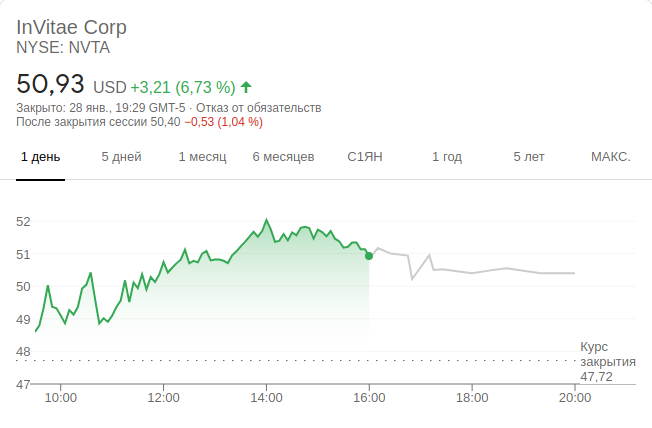 InVitae Corp
NYSE: NVTA
50,93 USD +3,21 (6,73 %) ↑
Закрыто: 28 янв., 19:29 GMT-5 · Отказ от обязательств
После закрытия сессии 50,40 −0,53 (1,04 %)
1 день 5 дней 1 месяц 6 месяцев С1ЯН 1 год 5 лет МАКС.
52
51
50
49
48
Курс
закрытия
47,72
47
10:00 12:00 14:00 16:00 18:00 20:00